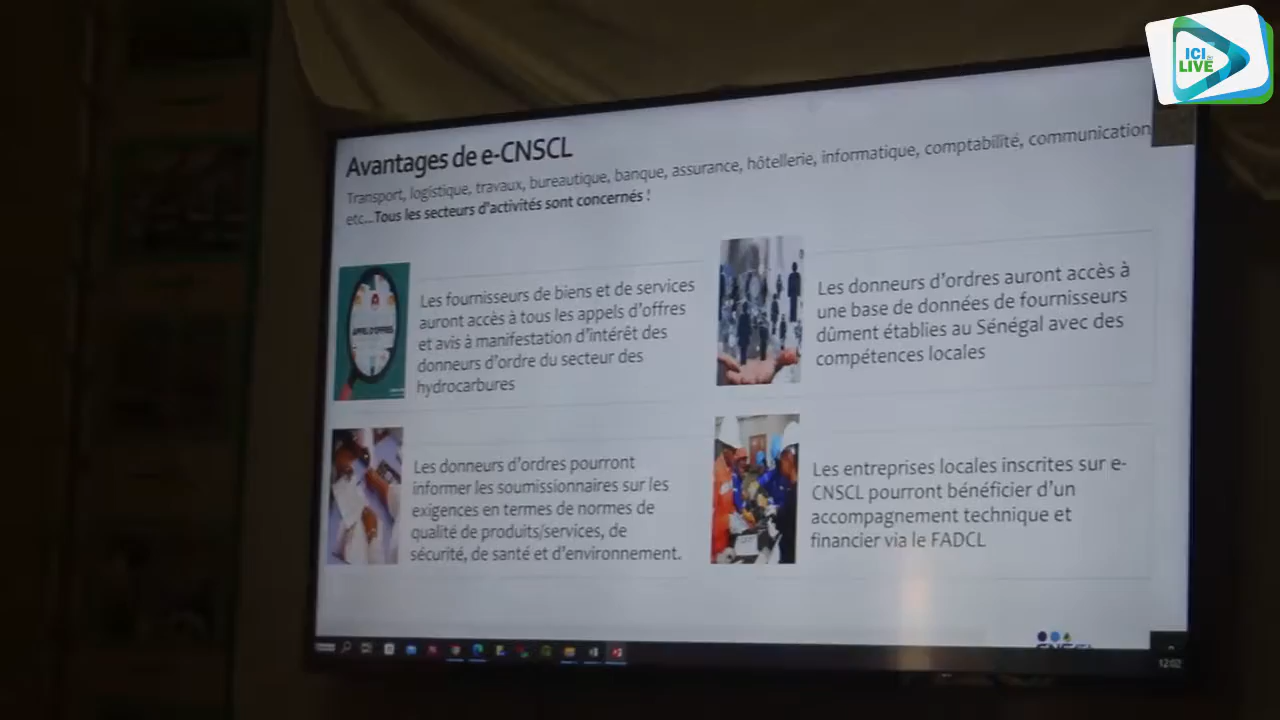 ICI
LIVE
Avantages de e-CNSCL
Transport, logistique, travaux, bureautique, banque, assurance, hôtellerie, informatique, comptabilité, communication
etc...Tous les secteurs d'activités sont concernés !
Les fournisseurs de biens et de services
auront accès à tous les appels d'offres
et avis à manifestation d'intérêt des
donneurs d'ordre du secteur des
hydrocarbures
Les donneurs d'ordres auront accès à
une base de données de fournisseurs
dûment établies au Sénégal avec des
compétences locales
APPEL D'OFFRES
Les donneurs d'ordres pourront
informer les soumissionnaires sur les
exigences en termes de normes de
qualité de produits/services, de
sécurité, de santé et d'environnement.
Les entreprises locales inscrites sur e-
CNSCL pourront bénéficier d'un
accompagnement technique et
financier via le FADCL
12:02